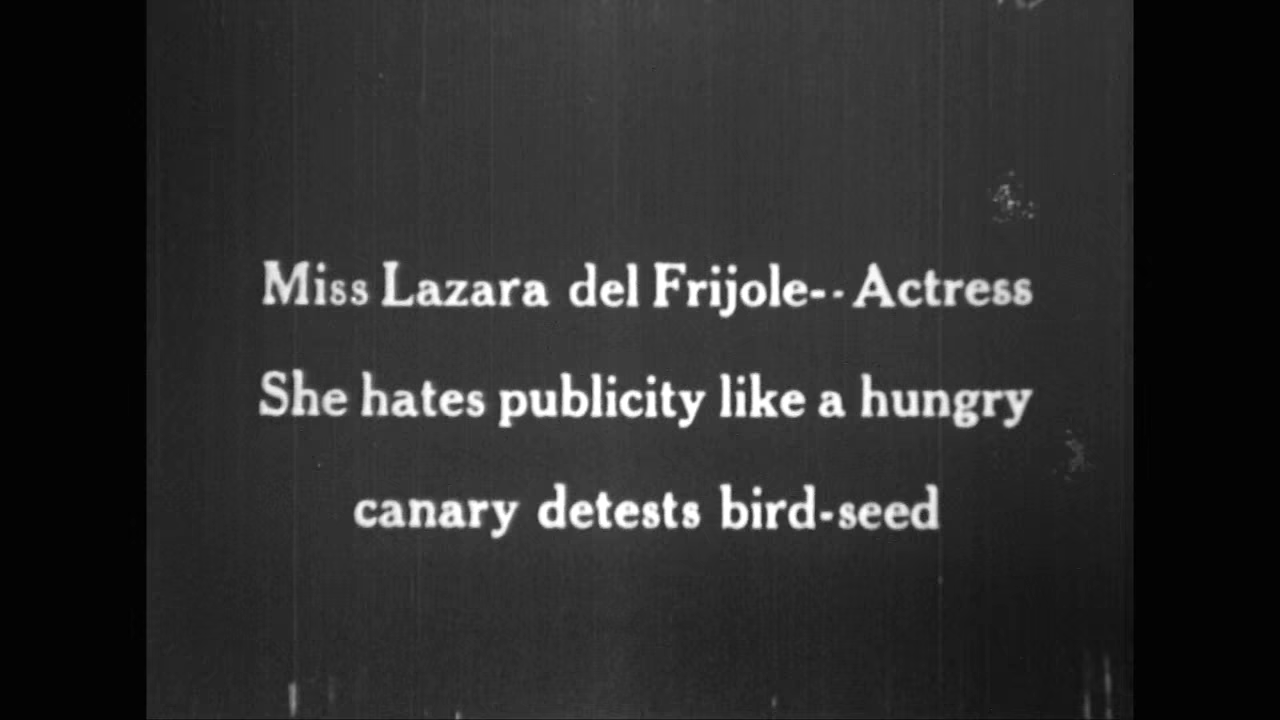 Miss Lazara del Frijole--Actress
She hates publicity like a hungry
canary detests bird-seed